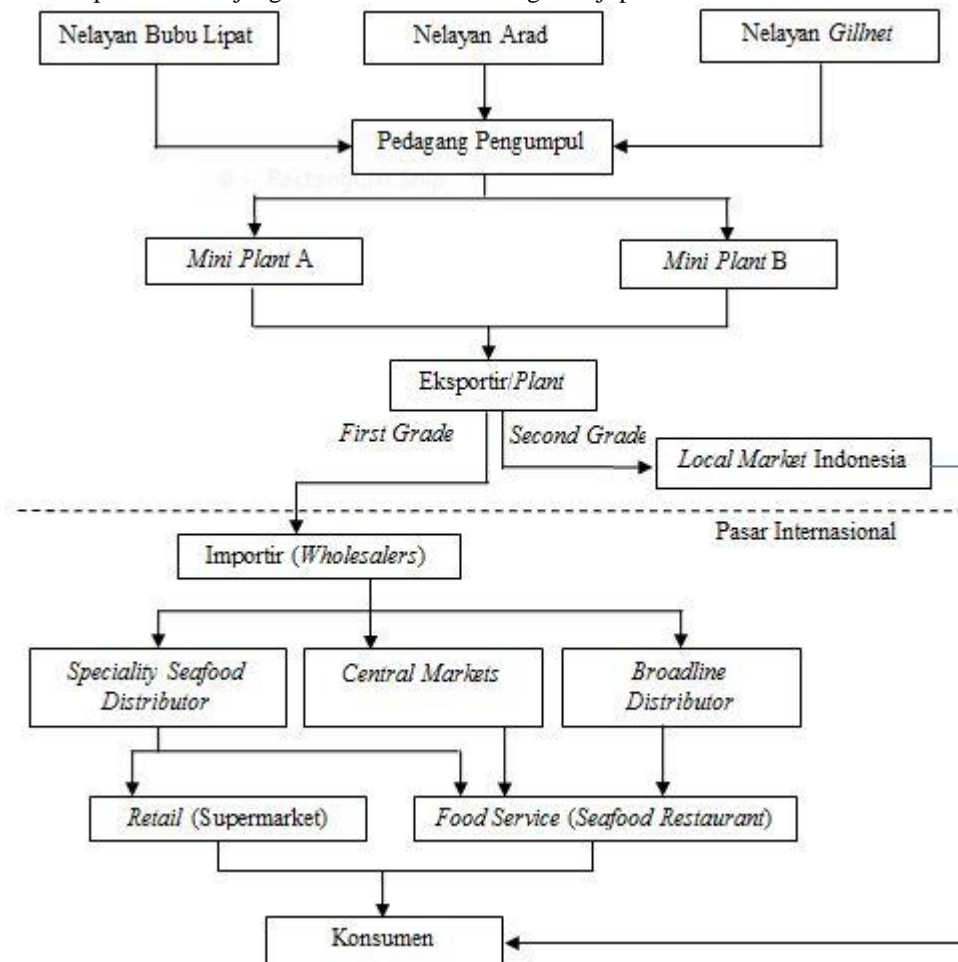 Nelayan Bubu Lipat
Nelayan Arad
Nelayan Gillnet
Pedagang Pengumpul
Mini Plant A
Mini Plant B
Eksportir/Plant
First Grade
Second Grade
Local Market Indonesia
Pasar Internasional
Importir (Wholesalers)
Speciality Seafood
Distributor
Central Markets
Broadline
Distributor
Retail (Supermarket)
Food Service (Seafood Restaurant)
Konsumen